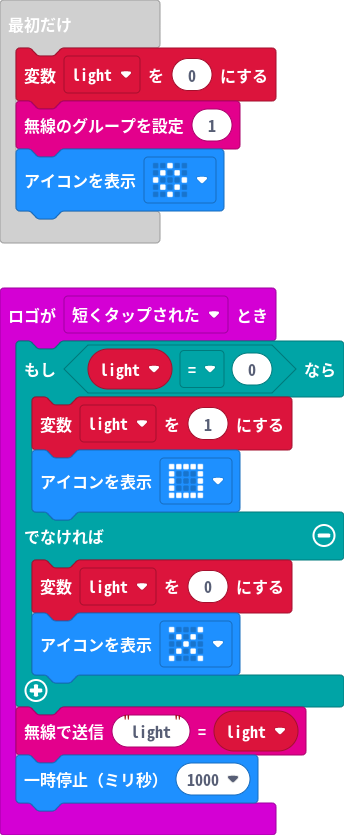 最初だけ
変数 light を 0 にする
無線のグループを設定 1
アイコンを表示
ロゴが 短くタップされた とき
もし light = 0 なら
変数 light を 1 にする
アイコンを表示
でなければ
変数 light を 0 にする
アイコンを表示
無線で送信 "light" = light
一時停止（ミリ秒） 1000